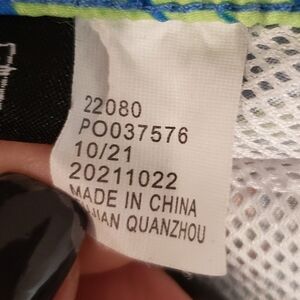 22080
PO037576
10/21
20211022
MADE IN CHINA
QUANZHOU